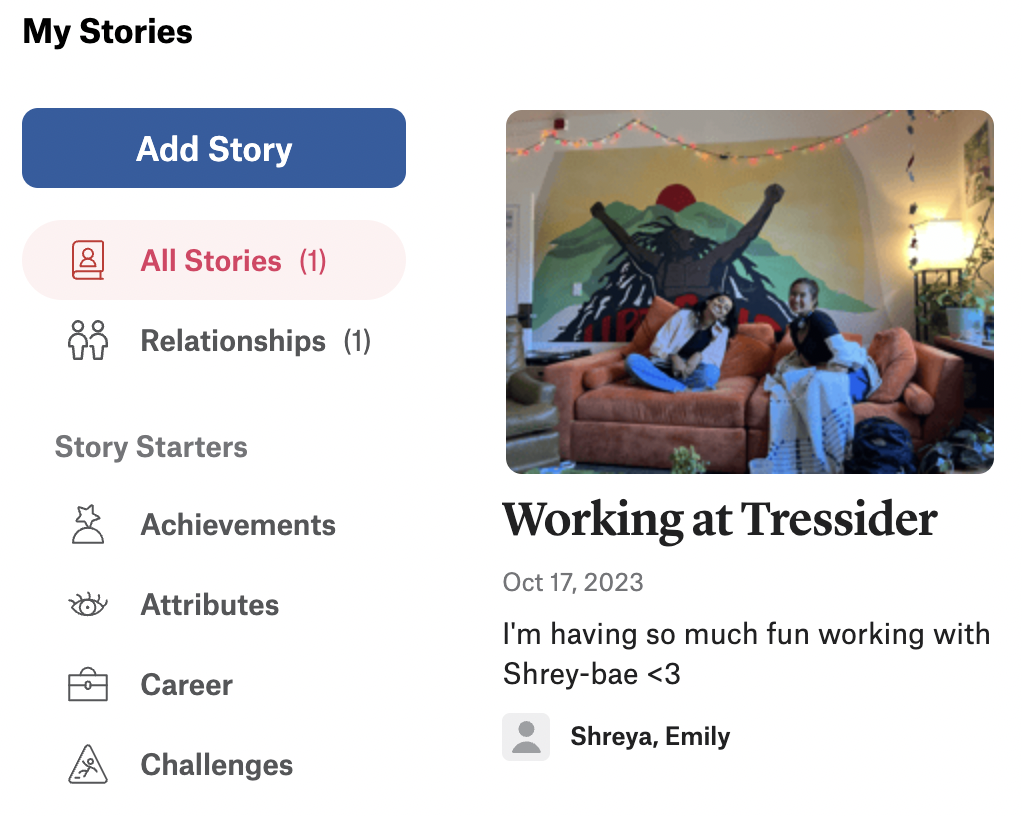 My Stories
Add Story
All Stories (1)
Relationships (1)
Story Starters
Achievements
Attributes
Career
Challenges
Working at Tressider
Oct 17, 2023
I'm having so much fun working with
Shrey-bae <3
Shreya, Emily